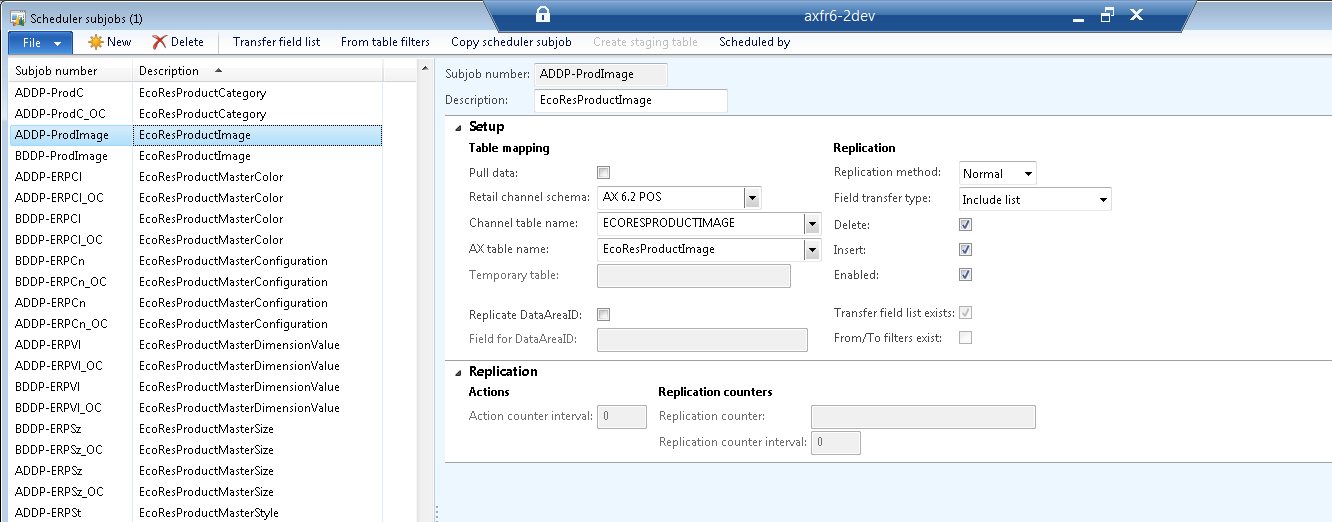 Scheduler subjobs (1)
axfr6-2dev
File New Delete Transfer field list From table filters Copy scheduler subjob Create staging table Scheduled by
Subjob number Description
ADDP-ProdC EcoResProductCategory
ADDP-ProdC_OC EcoResProductCategory
ADDP-ProdImage EcoResProductImage
BDDP-ProdImage EcoResProductImage
ADDP-ERPCl EcoResProductMasterColor
ADDP-ERPCl_OC EcoResProductMasterColor
BDDP-ERPCl EcoResProductMasterColor
BDDP-ERPCl_OC EcoResProductMasterColor
BDDP-ERPCn EcoResProductMasterConfiguration
BDDP-ERPCn_OC EcoResProductMasterConfiguration
ADDP-ERPCn EcoResProductMasterConfiguration
ADDP-ERPCn_OC EcoResProductMasterConfiguration
ADDP-ERPVl EcoResProductMasterDimensionValue
ADDP-ERPVl_OC EcoResProductMasterDimensionValue
BDDP-ERPVl EcoResProductMasterDimensionValue
BDDP-ERPVl_OC EcoResProductMasterDimensionValue
BDDP-ERPSz EcoResProductMasterSize
BDDP-ERPSz_OC EcoResProductMasterSize
ADDP-ERPSz EcoResProductMasterSize
ADDP-ERPSz_OC EcoResProductMasterSize
ADDP-ERPSt EcoResProductMasterStyle
Subjob number: ADDP-ProdImage
Description: EcoResProductImage
Setup
Table mapping
Pull data:
Retail channel schema: AX 6.2 POS
Channel table name: ECORESPRODUCTIMAGE
AX table name: EcoResProductImage
Temporary table:
Replicate DataAreaID:
Field for DataAreaID:
Replication
Replication method: Normal
Field transfer type: Include list
Delete:
Insert:
Enabled:
Transfer field list exists:
From/To filters exist:
Replication
Actions
Action counter interval: 0
Replication counters
Replication counter:
Replication counter interval: 0